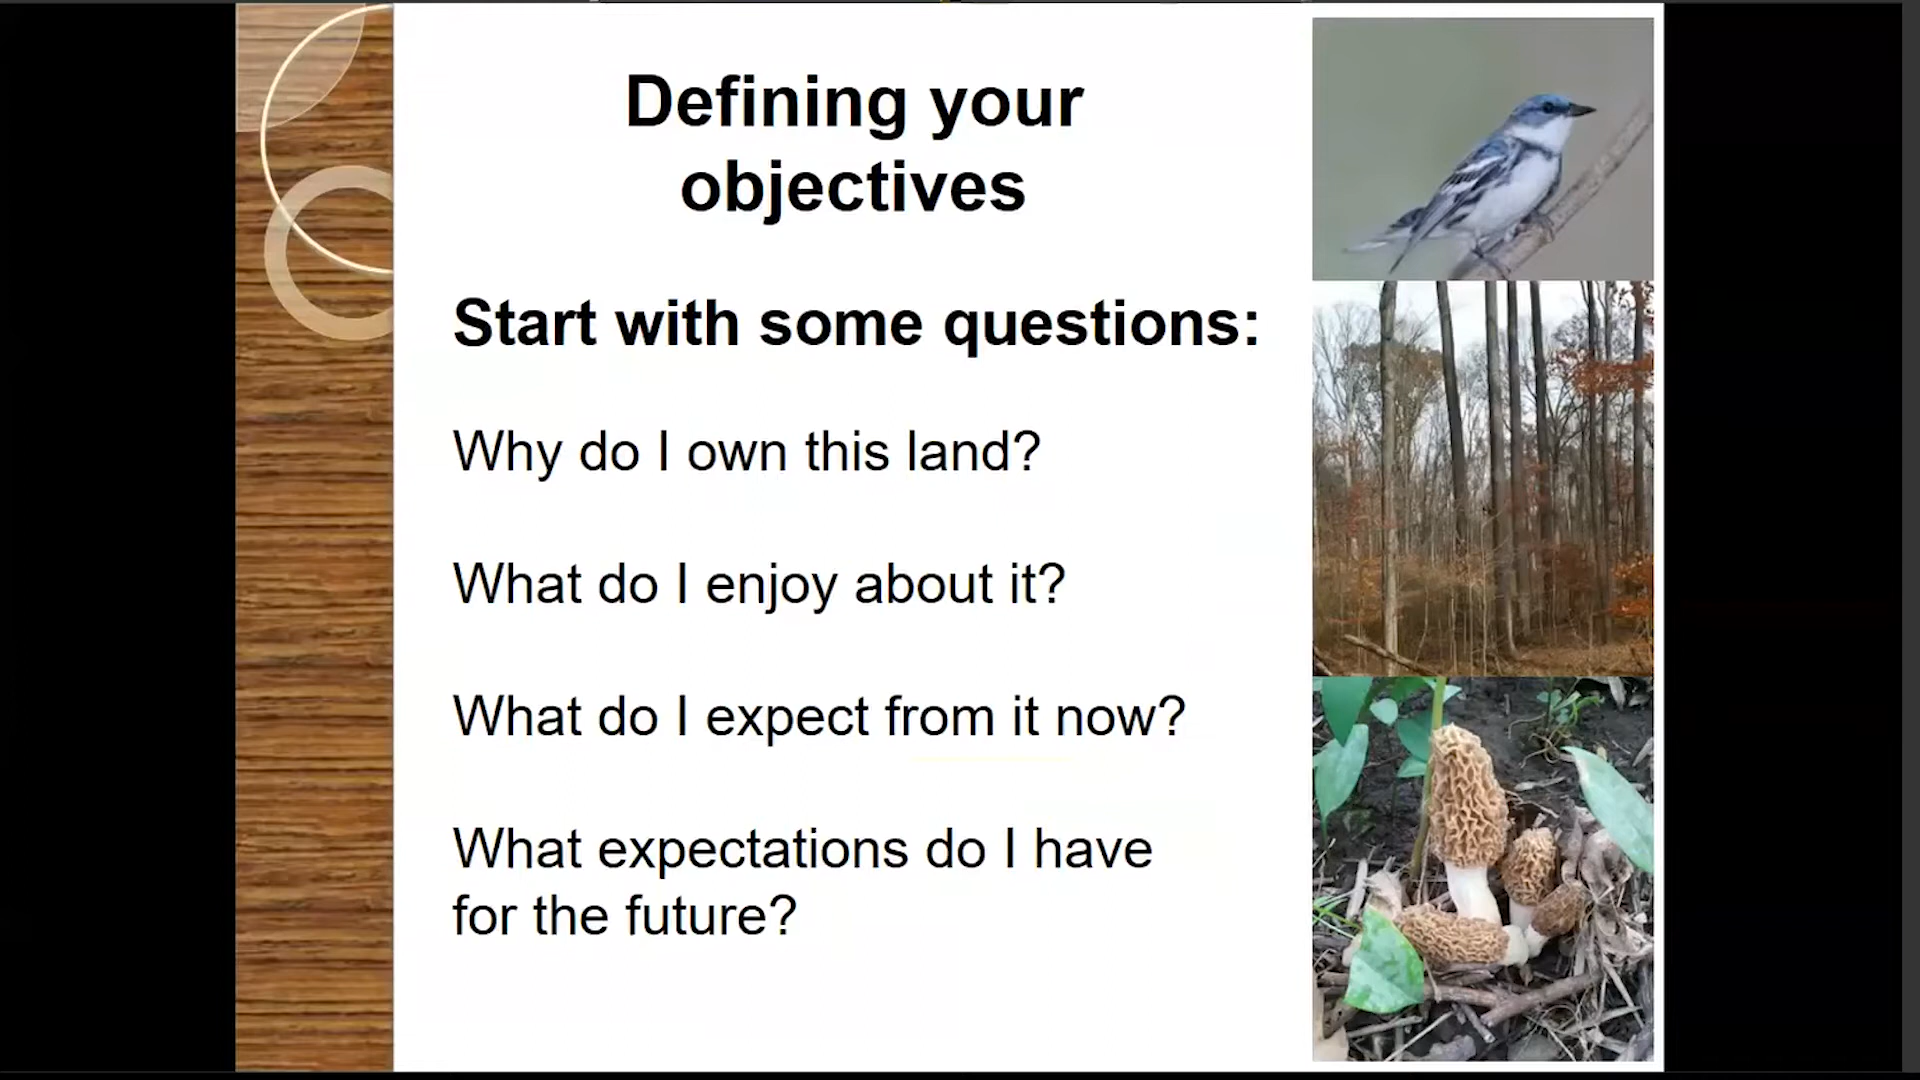 Defining your
objectives
Start with some questions:
Why do I own this land?
What do I enjoy about it?
What do I expect from it now?
What expectations do I have
for the future?